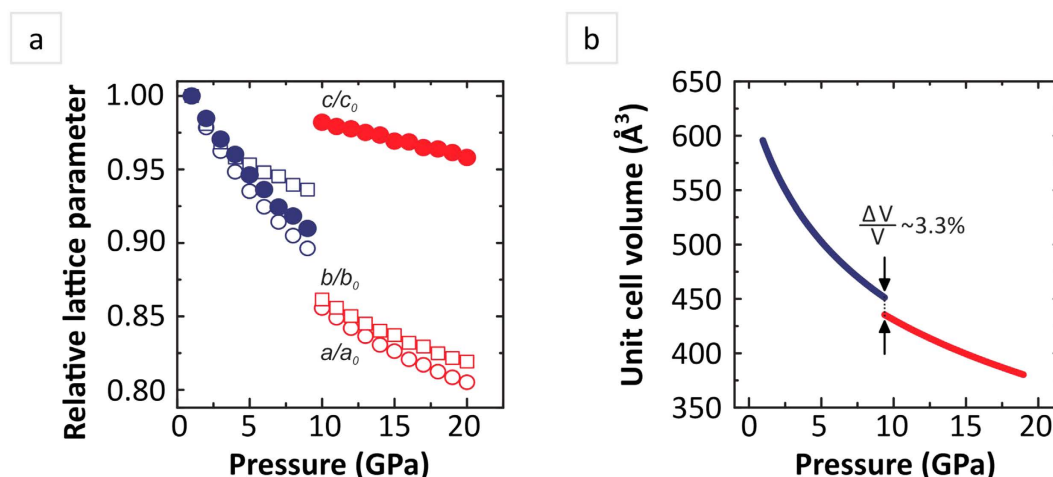 a
Relative lattice parameter
1.00
0.95
0.90
0.85
0.80
c/c₀
b/b₀
a/a₀
0 5 10 15 20
Pressure (GPa)
b
Unit cell volume (Å³)
650
600
550
500
450
400
350
ΔV
V
~3.3%
0 5 10 15 20
Pressure (GPa)